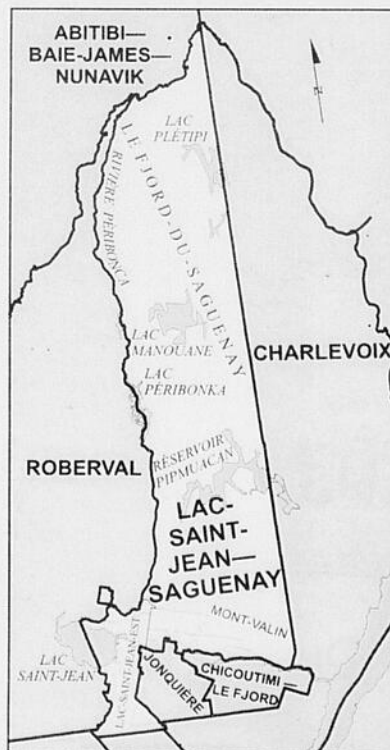 ABITIBI—
BAIE-JAMES—
NUNAVIK
N
LAC
PLÉTIPI
LE FJORD-DU-SAGUENAY
RIVIÈRE PÉRIBONCA
LAC
MANOUANE
CHARLEVOIX
LAC
PÉRIBONKA
ROBERVAL
RÉSERVOIR
PIPMUACAN
LAC-
SAINT-
JEAN—
SAGUENAY
MONT-VALIN
LAC
SAINT-JEAN
LAC-SAINT-JEAN-EST
JONQUIÈRE
CHICOUTIMI—
LE FJORD